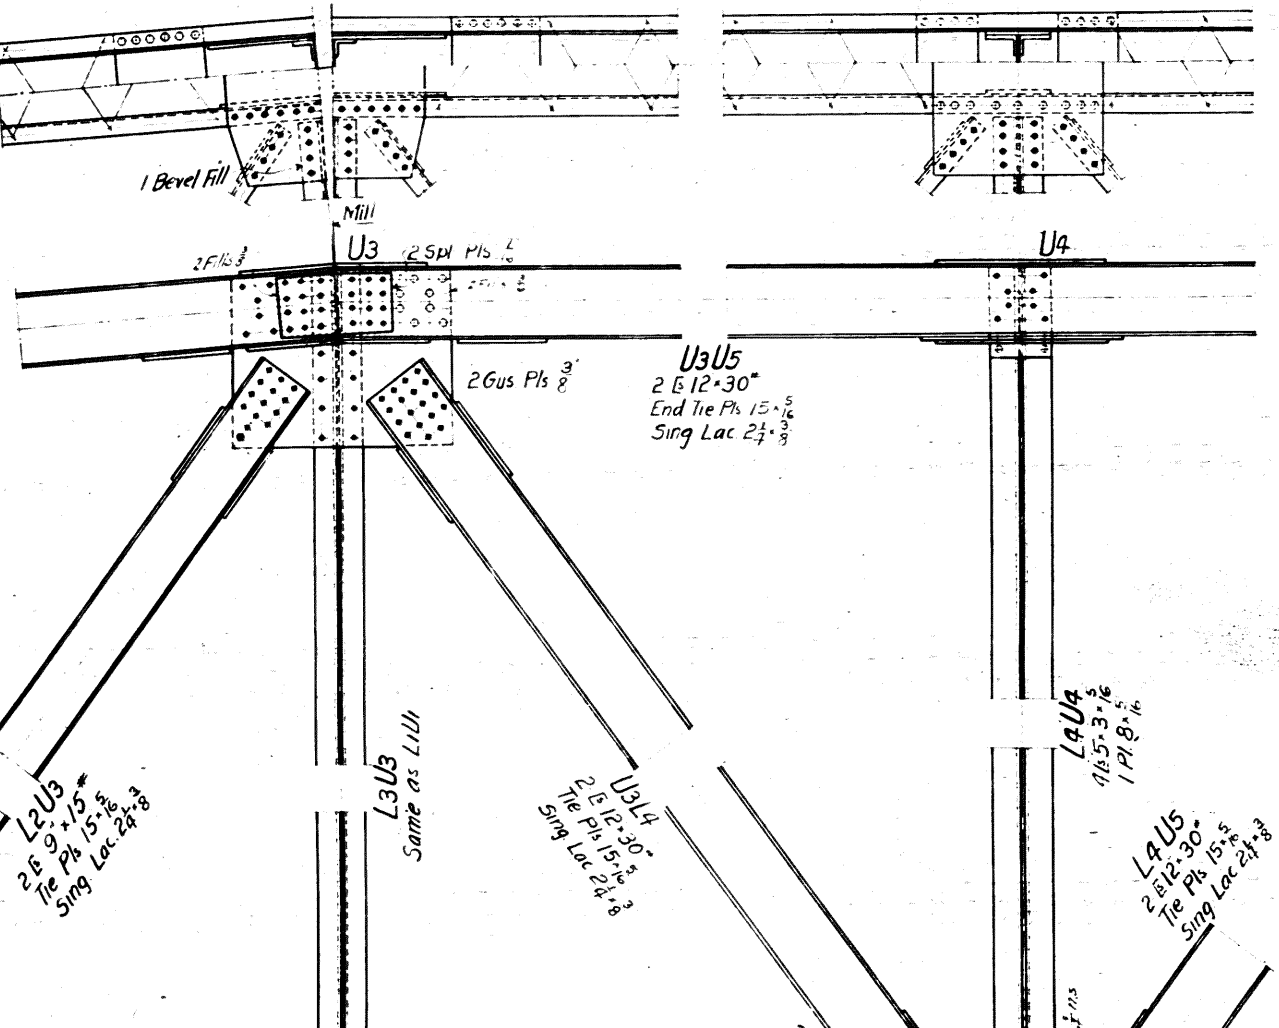 1 Bevel Fill
Mill
U3
2 Fills 3/8
2 Spl Pls
U4
2 Gus Pls 3/8
U3U5
2 [s 12×30#
End Tie Pls 15×5/16
Sing Lac 2 1/4×3/8
L2U3
2 [s 9"×15#
Tie Pls 15×5/16
Sing Lac. 2 1/4×3/8
L3U3
Same as L1U1
U3L4
2 [s 12×30#
Tie Pls 15×5/16
Sing Lac 2 1/4×3/8
L4U4
4 Ls 5×3×5/16
1 Pl. 8×5/16
L4U5
2 [s 12×30#
Tie Pls 15×5/16
Sing Lac 2 1/4×3/8